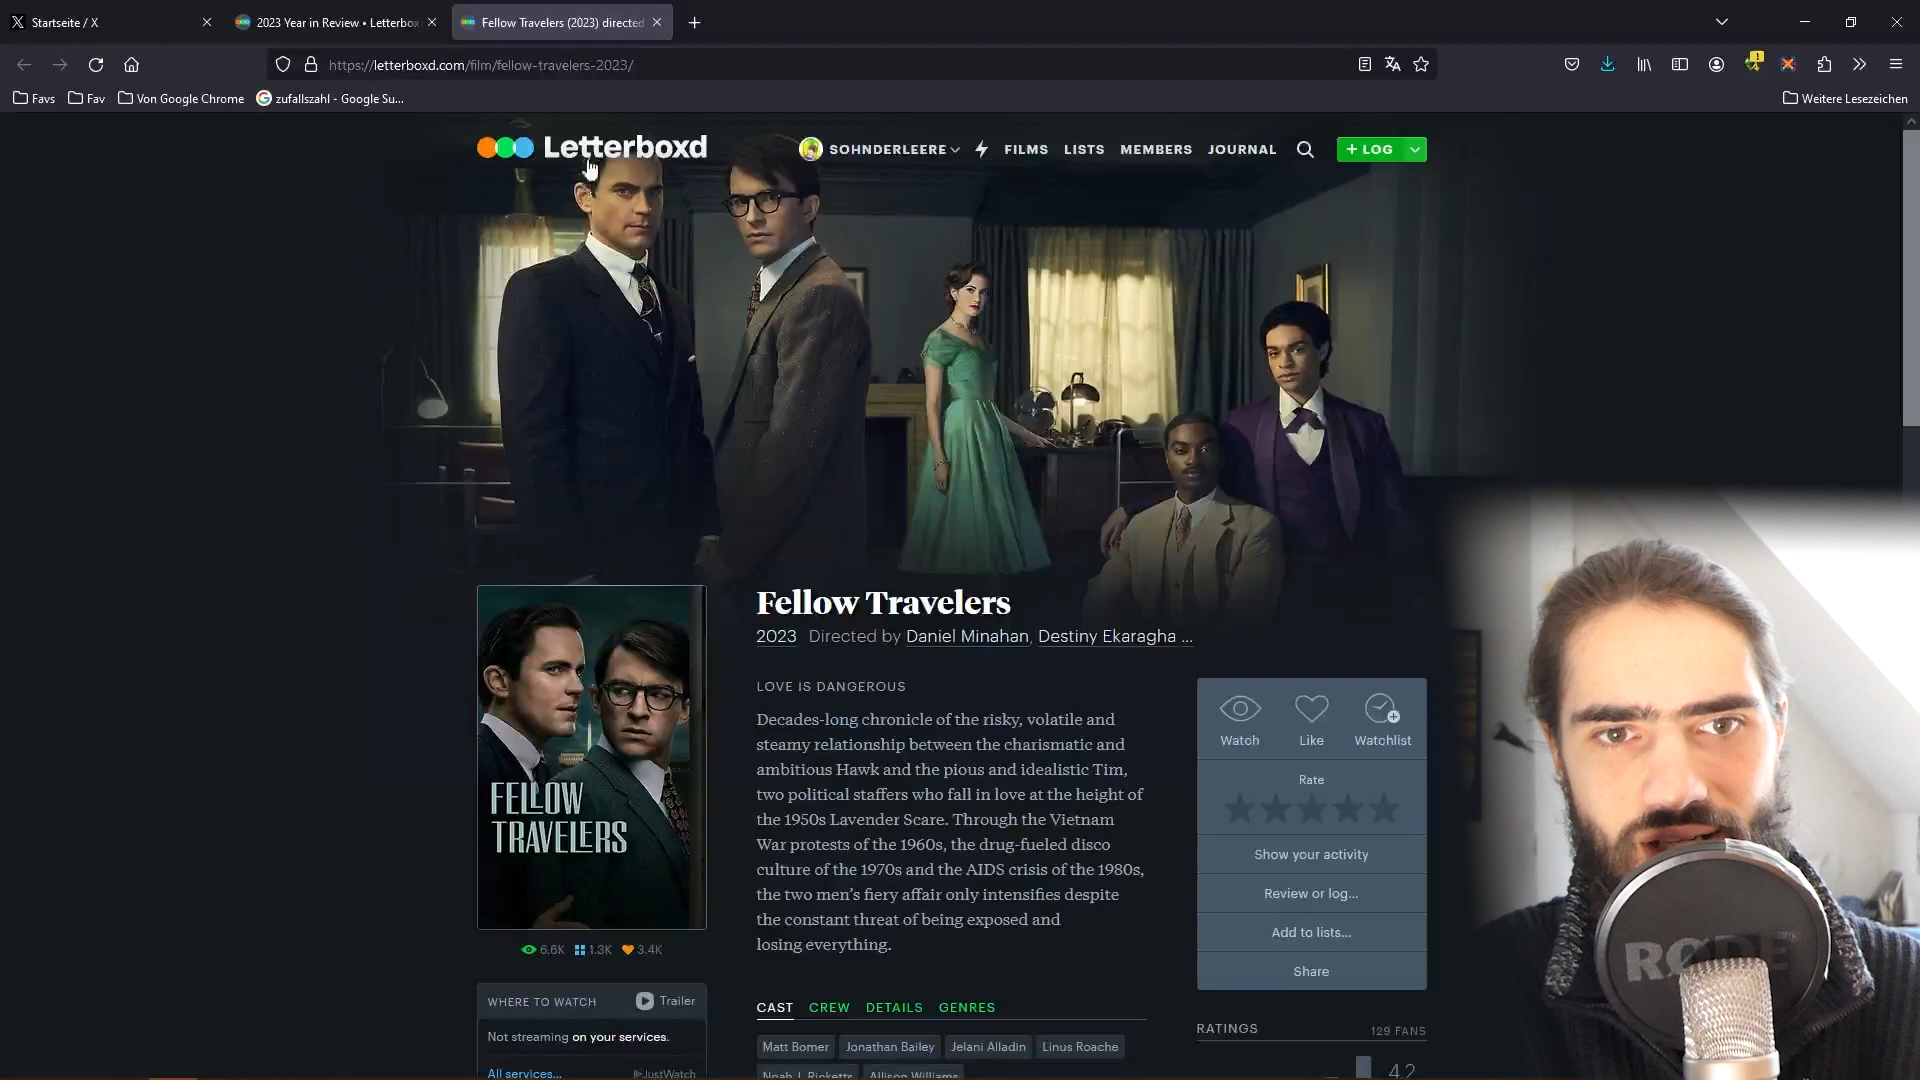 Startseite / X
2023 Year in Review • Letterbox
Fellow Travelers (2023) directed
https://letterboxd.com/film/fellow-travelers-2023/
Favs
Fav
Von Google Chrome
zufallszahl - Google Su...
Weitere Lesezeichen
Letterboxd
SOHNDERLEERE
FILMS
LISTS
MEMBERS
JOURNAL
+ LOG
FELLOW
TRAVELERS
6.6K 1.3K 3.4K
WHERE TO WATCH
Trailer
Not streaming on your services.
All services...
JustWatch
Fellow Travelers
2023 Directed by Daniel Minahan, Destiny Ekaragha ...
LOVE IS DANGEROUS
Decades-long chronicle of the risky, volatile and
steamy relationship between the charismatic and
ambitious Hawk and the pious and idealistic Tim,
two political staffers who fall in love at the height of
the 1950s Lavender Scare. Through the Vietnam
War protests of the 1960s, the drug-fueled disco
culture of the 1970s and the AIDS crisis of the 1980s,
the two men's fiery affair only intensifies despite
the constant threat of being exposed and
losing everything.
CAST CREW DETAILS GENRES
Matt Bomer Jonathan Bailey Jelani Alladin Linus Roache
Noah J. Ricketts Allison Williams
Watch Like Watchlist
Rate
Show your activity
Review or log...
Add to lists...
Share
RATINGS
129 FANS
4.2
RØDE